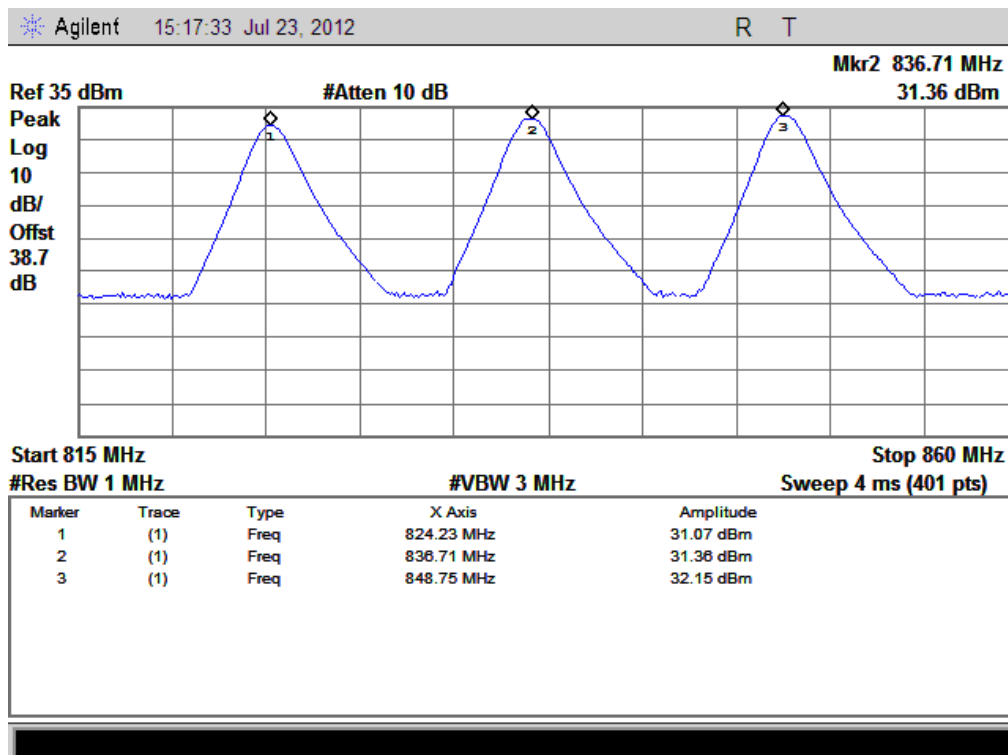 Agilent 15:17:33 Jul 23, 2012 R T
Mkr2 836.71 MHz
Ref 35 dBm #Atten 10 dB 31.36 dBm
Peak
Log
10
dB/
Offst
38.7
dB
1 2 3
Start 815 MHz Stop 860 MHz
#Res BW 1 MHz #VBW 3 MHz Sweep 4 ms (401 pts)
Marker Trace Type X Axis Amplitude
1 (1) Freq 824.23 MHz 31.07 dBm
2 (1) Freq 836.71 MHz 31.36 dBm
3 (1) Freq 848.75 MHz 32.15 dBm